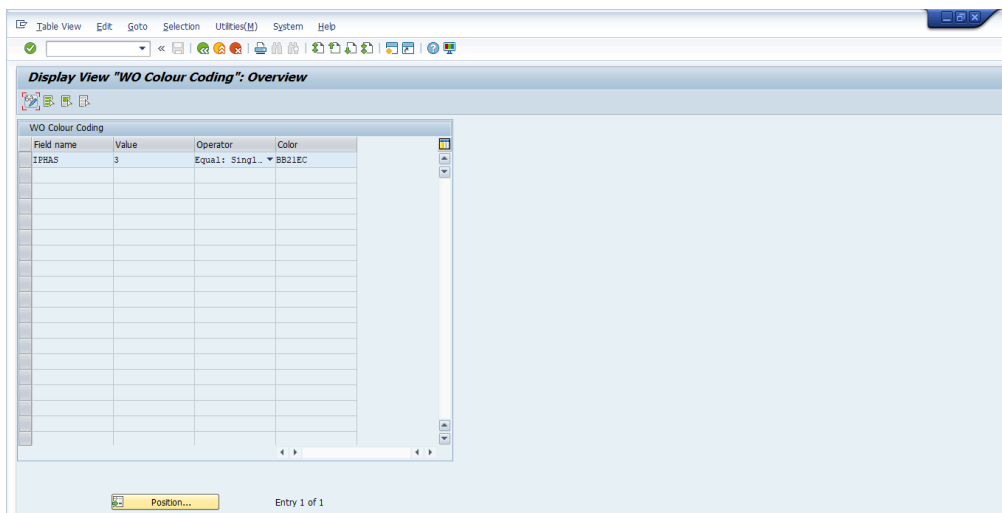 Table View Edit Goto Selection Utilities(M) System Help
Display View "WO Colour Coding": Overview
WO Colour Coding
Field name Value Operator Color
IPHAS 3 Equal: Singl… BB21EC
Position... Entry 1 of 1